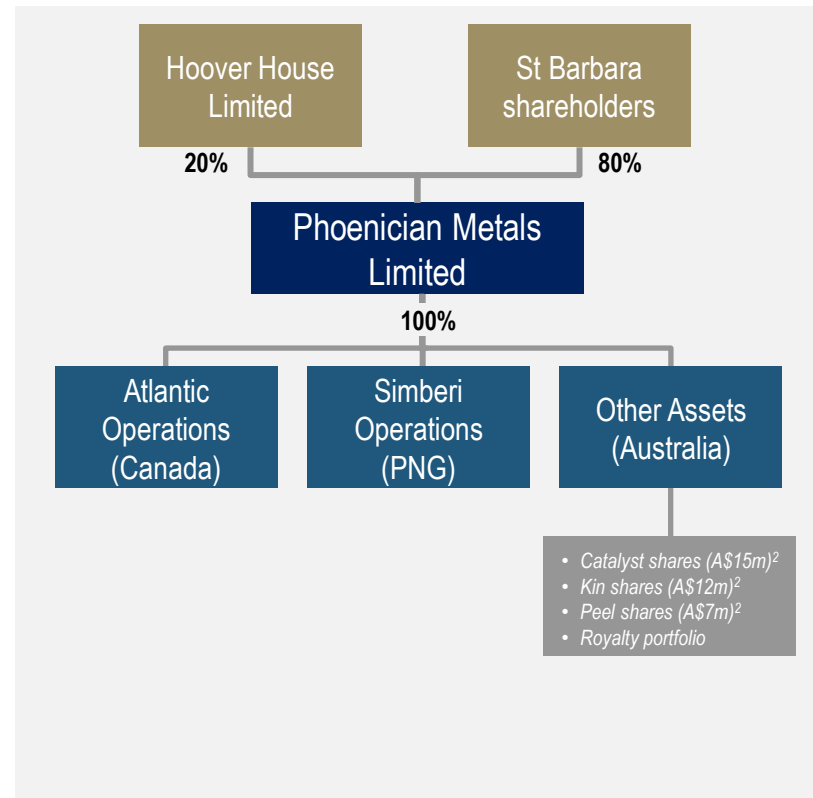 Hoover House
Limited
St Barbara
shareholders
20%
80%
Phoenician Metals
Limited
100%
Atlantic
Operations
(Canada)
Simberi
Operations
(PNG)
Other Assets
(Australia)
• Catalyst shares (A$15m)²
• Kin shares (A$12m)²
• Peel shares (A$7m)²
• Royalty portfolio